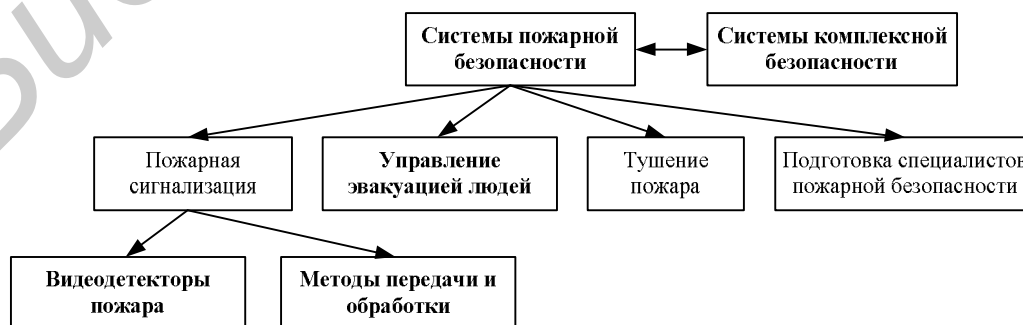 Системы пожарной
безопасности
Системы комплексной
безопасности
Пожарная
сигнализация
Управление
эвакуацией людей
Тушение
пожара
Подготовка специалистов
пожарной безопасности
Видеодетекторы
пожара
Методы передачи и
обработки